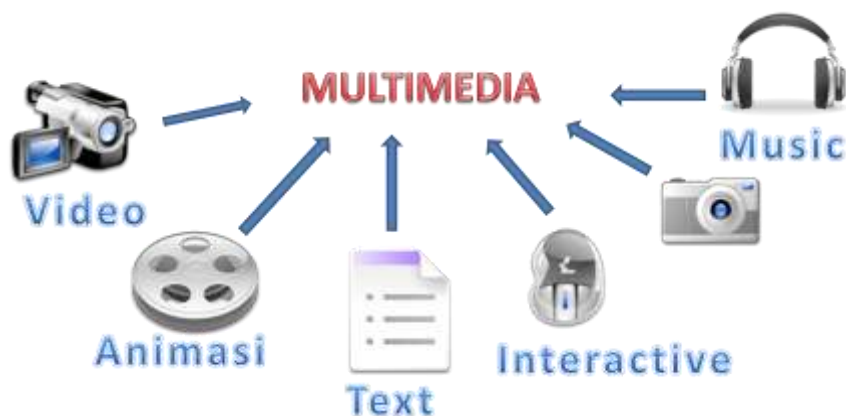 MULTIMEDIA
Music
Video
Animasi
Interactive
Text